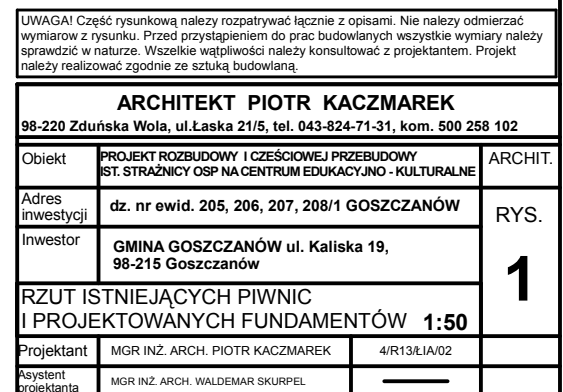 UWAGA! Część rysunkową nalezy rozpatrywać łącznie z opisami. Nie nalezy odmierzać
wymiarow z rysunku. Przed przystąpieniem do prac budowlanych wszystkie wymiary należy
sprawdzić w naturze. Wszelkie wątpliwości należy konsultować z projektantem. Projekt
należy realizować zgodnie ze sztuką budowlaną.
ARCHITEKT PIOTR KACZMAREK
98-220 Zduńska Wola, ul.Łaska 21/5, tel. 043-824-71-31, kom. 500 258 102
Obiekt
PROJEKT ROZBUDOWY I CZEŚCIOWEJ PRZEBUDOWY
IST. STRAŻNICY OSP NA CENTRUM EDUKACYJNO - KULTURALNE
ARCHIT.
Adres
inwestycji
dz. nr ewid. 205, 206, 207, 208/1 GOSZCZANÓW
RYS.
1
Inwestor
GMINA GOSZCZANÓW ul. Kaliska 19,
98-215 Goszczanów
RZUT ISTNIEJĄCYCH PIWNIC
I PROJEKTOWANYCH FUNDAMENTÓW 1:50
Projektant MGR INŻ. ARCH. PIOTR KACZMAREK 4/R13/ŁIA/02
Asystent
projektanta
MGR INŻ. ARCH. WALDEMAR SKURPEL